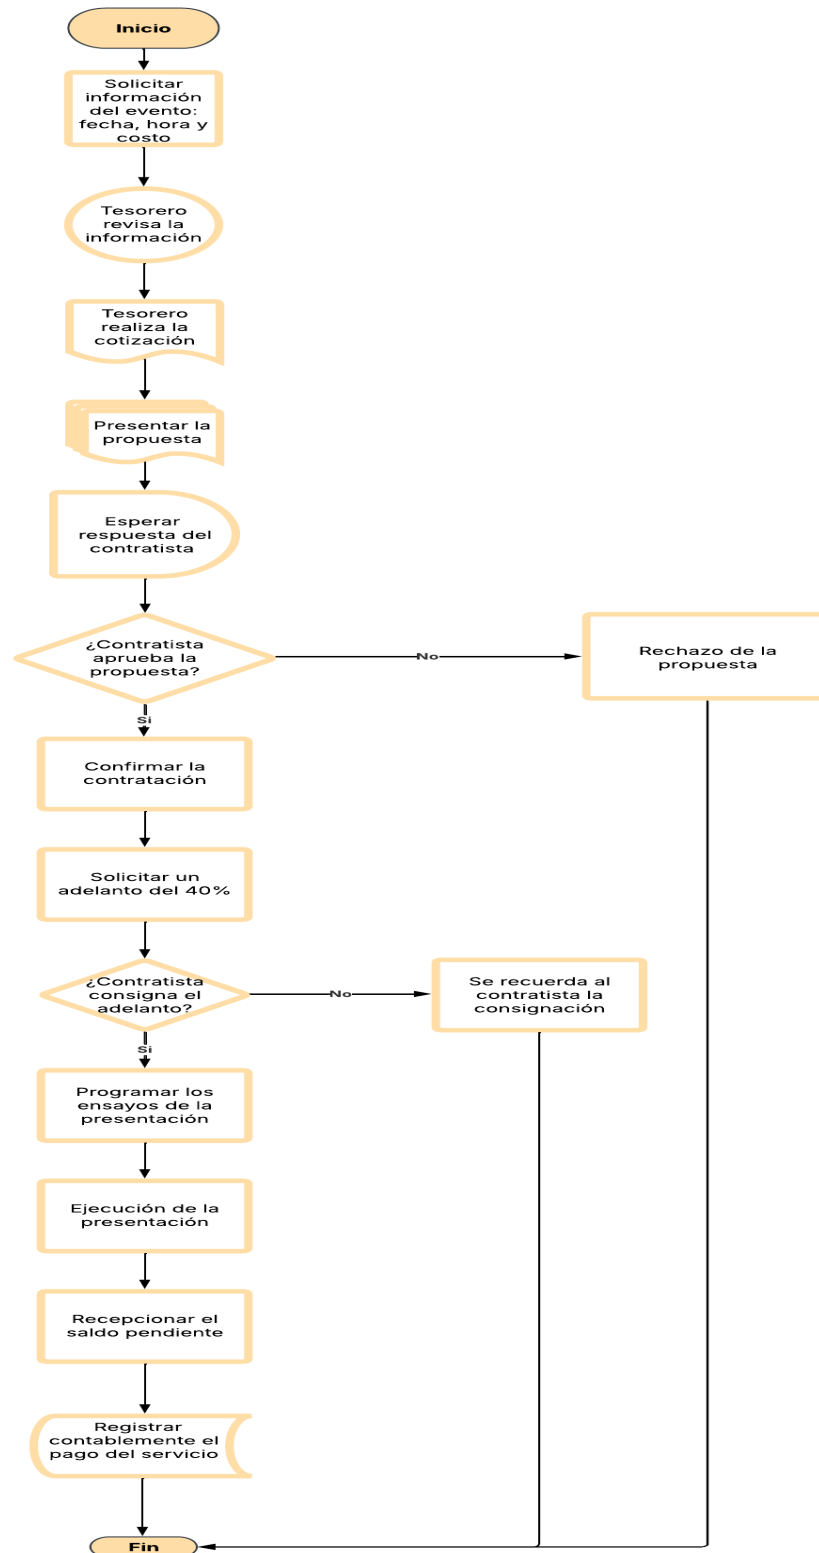 Inicio
Solicitar
información
del evento:
fecha, hora y
costo
Tesorero
revisa la
información
Tesorero
realiza la
cotización
Presentar la
propuesta
Esperar
respuesta del
contratista
¿Contratista
aprueba la
propuesta?
No
Rechazo de la
propuesta
Si
Confirmar la
contratación
Solicitar un
adelanto del 40%
¿Contratista
consigna el
adelanto?
No
Se recuerda al
contratista la
consignación
Si
Programar los
ensayos de la
presentación
Ejecución de la
presentación
Recepcionar el
saldo pendiente
Registrar
contablemente el
pago del servicio
Fin